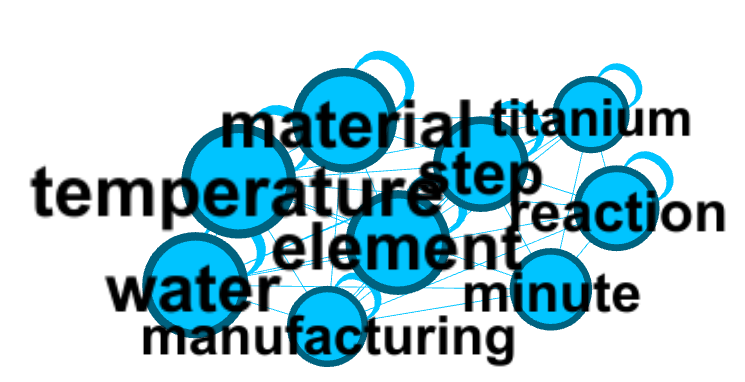 material
titanium
step
temperature
reaction
element
water
minute
manufacturing